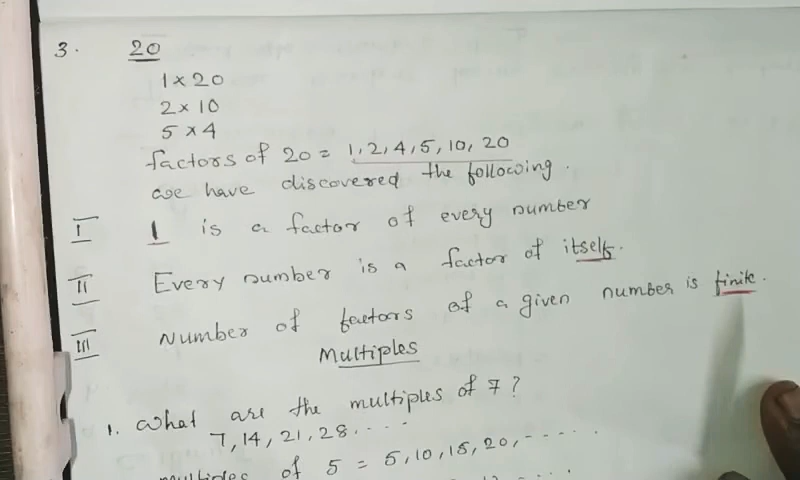 3. 20
1 x 20
2 x 10
5 x 4
factors of 20 = 1, 2, 4, 5, 10, 20
we have discovered the following.
I 1 is a factor of every number
II Every number is a factor of itself.
III Number of factors of a given number is finite.
Multiples
1. What are the multiples of 7?
7, 14, 21, 28 ....
multiples of 5 = 5, 10, 15, 20, .....